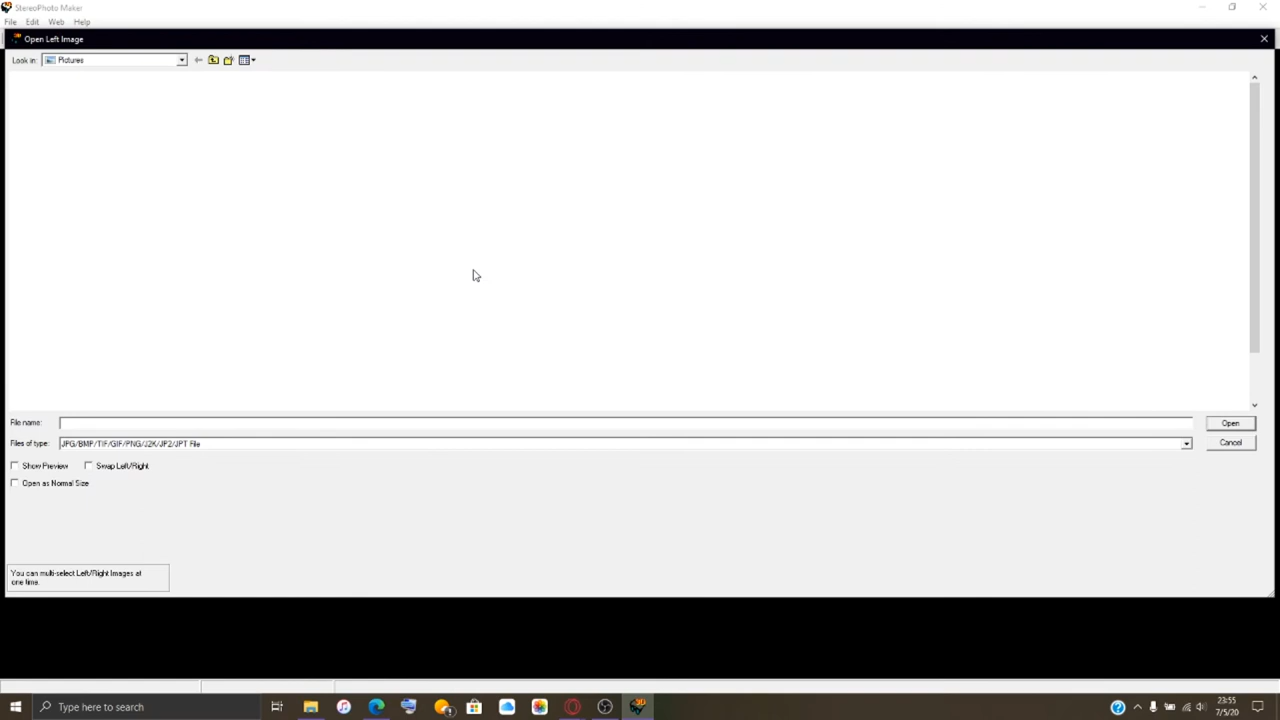 StereoPhoto Maker
File Edit Web Help
Open Left Image
Look in: Pictures
File name: Open
Files of type: JPG/BMP/TIF/GIF/PNG/J2K/JP2/JPT File Cancel
Show Preview Swap Left/Right
Open as Normal Size
You can multi-select Left/Right Images at
one time.
Type here to search
23:55
7/5/20